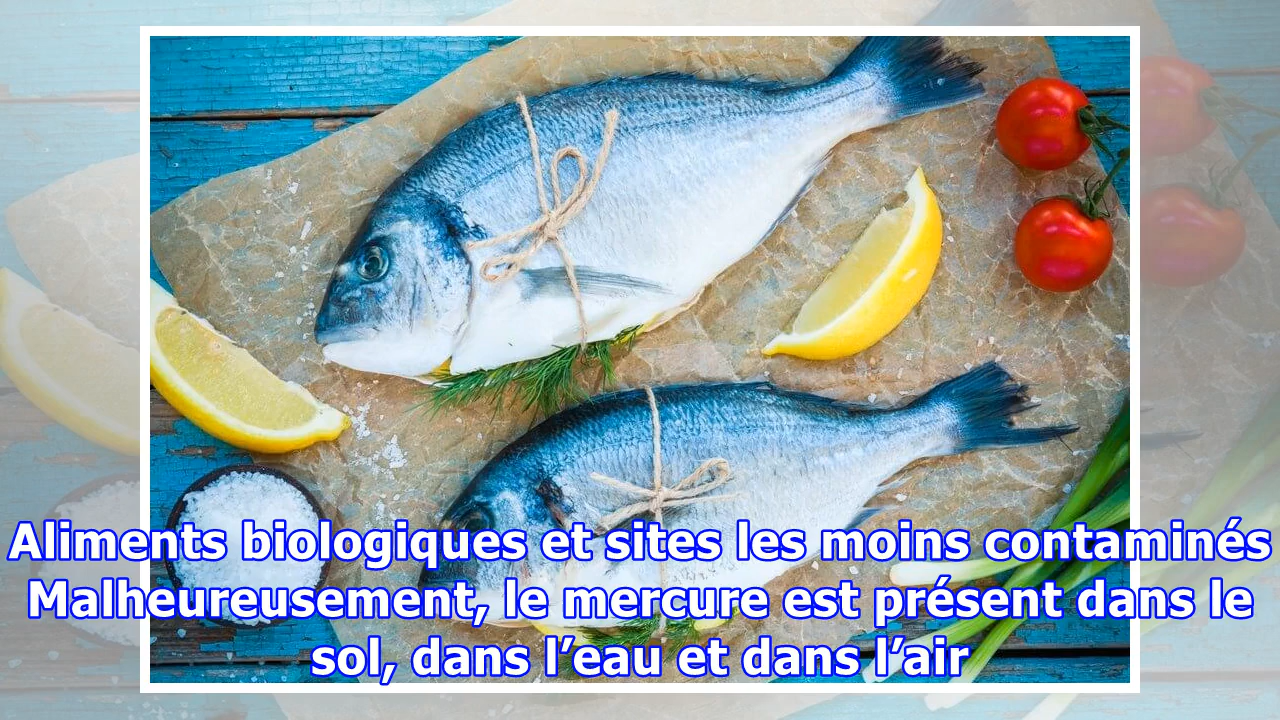 Aliments biologiques et sites les moins contaminés
Malheureusement, le mercure est présent dans le
sol, dans l’eau et dans l’air